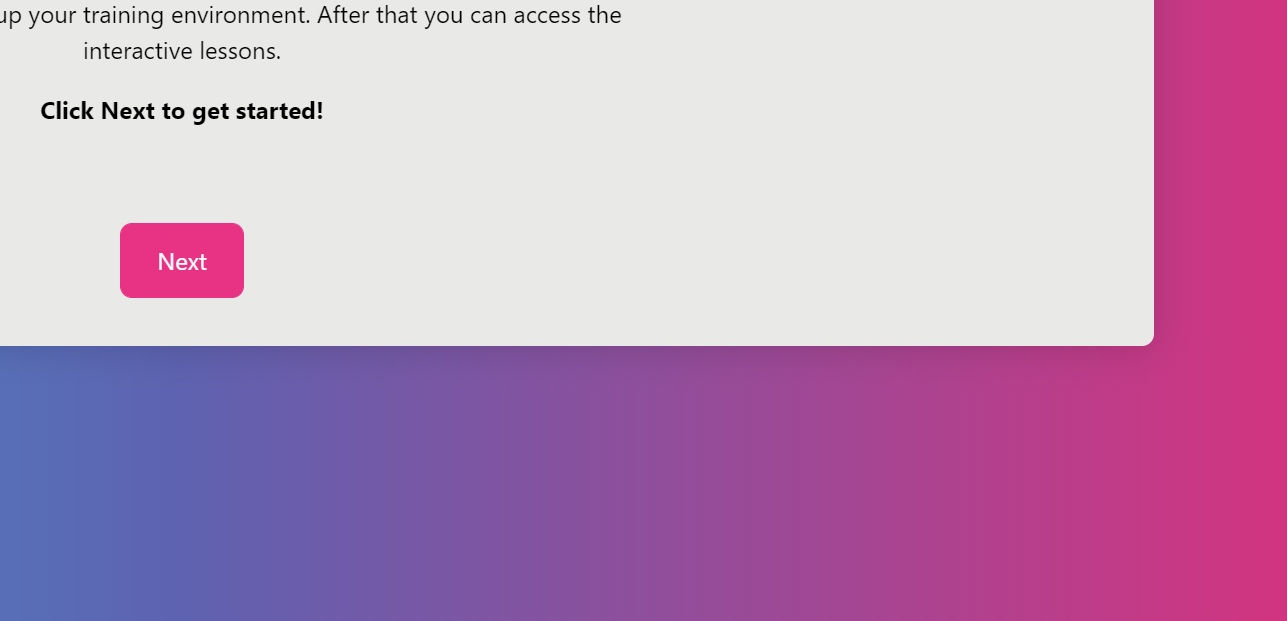 up your training environment. After that you can access the
interactive lessons.
Click Next to get started!
Next